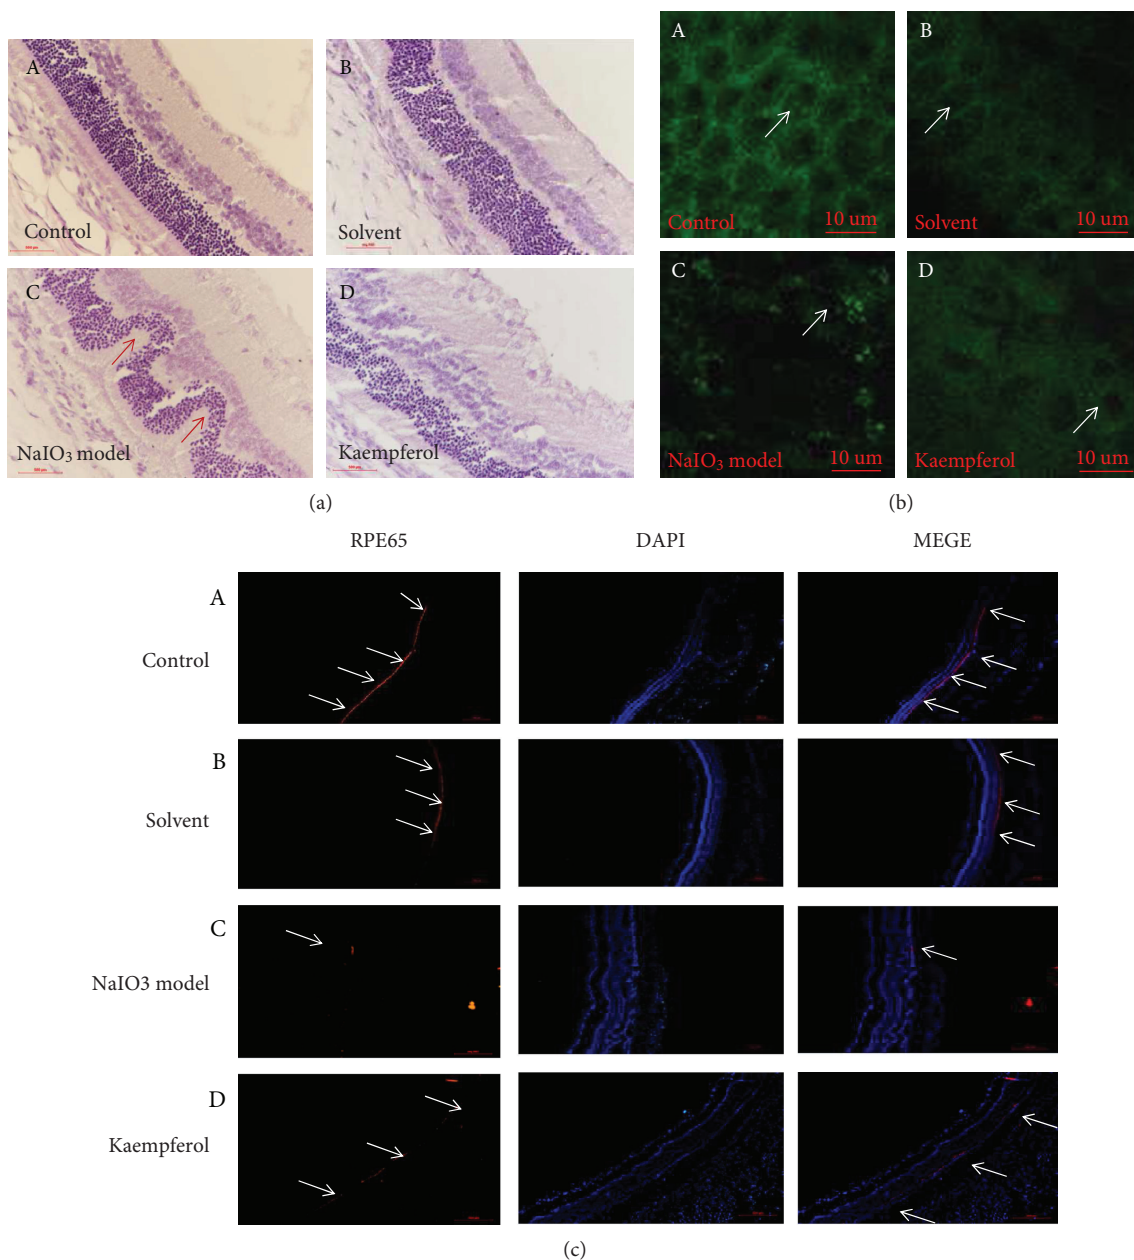 A
Control
B
Solvent
C
NaIO₃ model
D
Kaempferol
(a)
A
Control
10 um
B
Solvent
10 um
C
NaIO₃ model
10 um
D
Kaempferol
10 um
(b)
RPE65
DAPI
MEGE
A
Control
B
Solvent
C
NaIO3 model
D
Kaempferol
(c)